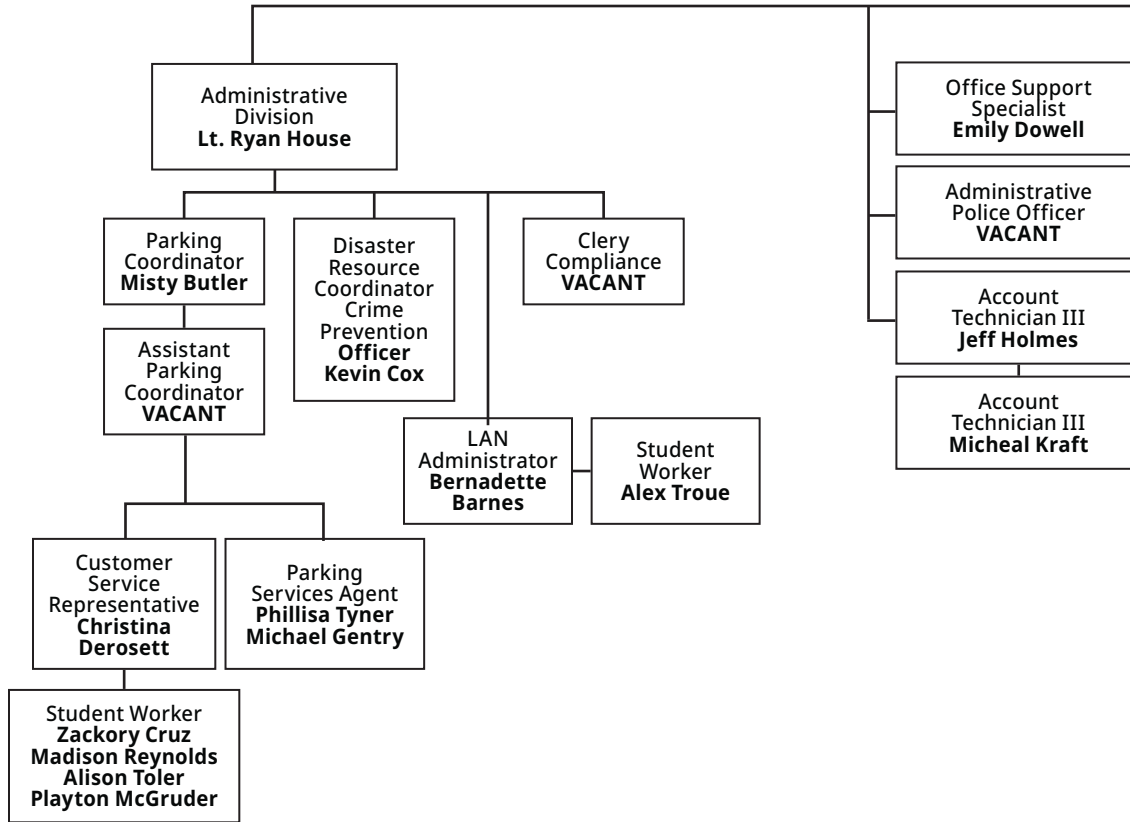 Administrative
Division
Lt. Ryan House
Parking
Coordinator
Misty Butler
Disaster
Resource
Coordinator
Crime
Prevention
Officer
Kevin Cox
Clery
Compliance
VACANT
Assistant
Parking
Coordinator
VACANT
LAN
Administrator
Bernadette
Barnes
Student
Worker
Alex Troue
Customer
Service
Representative
Christina
Derosett
Parking
Services Agent
Phillisa Tyner
Michael Gentry
Student Worker
Zackory Cruz
Madison Reynolds
Alison Toler
Playton McGruder
Office Support
Specialist
Emily Dowell
Administrative
Police Officer
VACANT
Account
Technician III
Jeff Holmes
Account
Technician III
Micheal Kraft